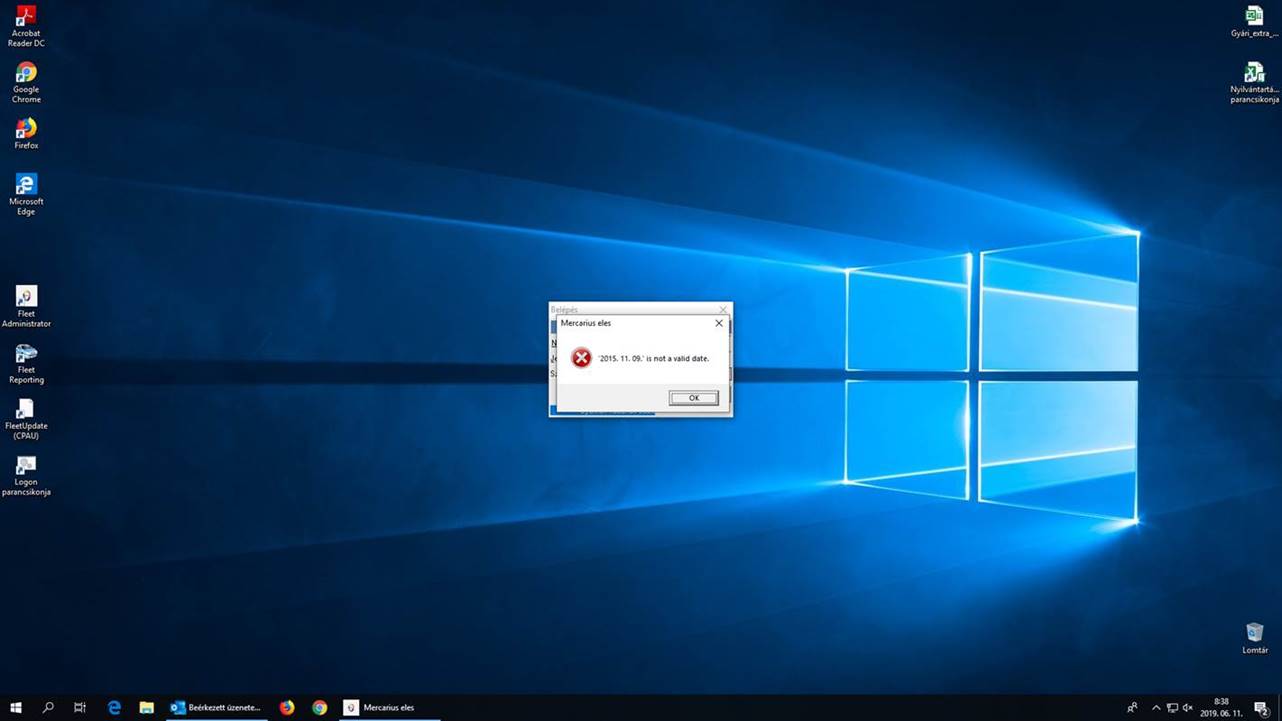 Acrobat
Reader DC
Google
Chrome
Firefox
Microsoft
Edge
Fleet
Administrator
Fleet
Reporting
FleetUpdate
(CPAU)
Logon
parancsikonja
Gyári_extra_...
Nyilvántartá...
parancsikonja
Belépés
Mercarius eles
'2015. 11. 09.' is not a valid date.
OK
Lomtár
Beérkezett üzenete...
Mercarius eles
8:38
2019. 06. 11.
2